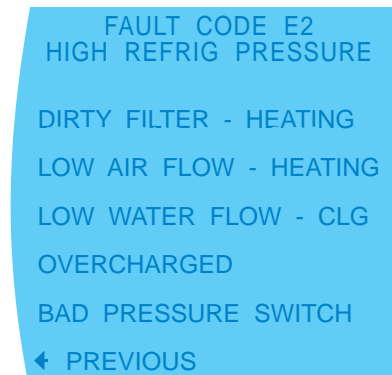 FAULT CODE E2
HIGH REFRIG PRESSURE
DIRTY FILTER - HEATING
LOW AIR FLOW - HEATING
LOW WATER FLOW - CLG
OVERCHARGED
BAD PRESSURE SWITCH
PREVIOUS